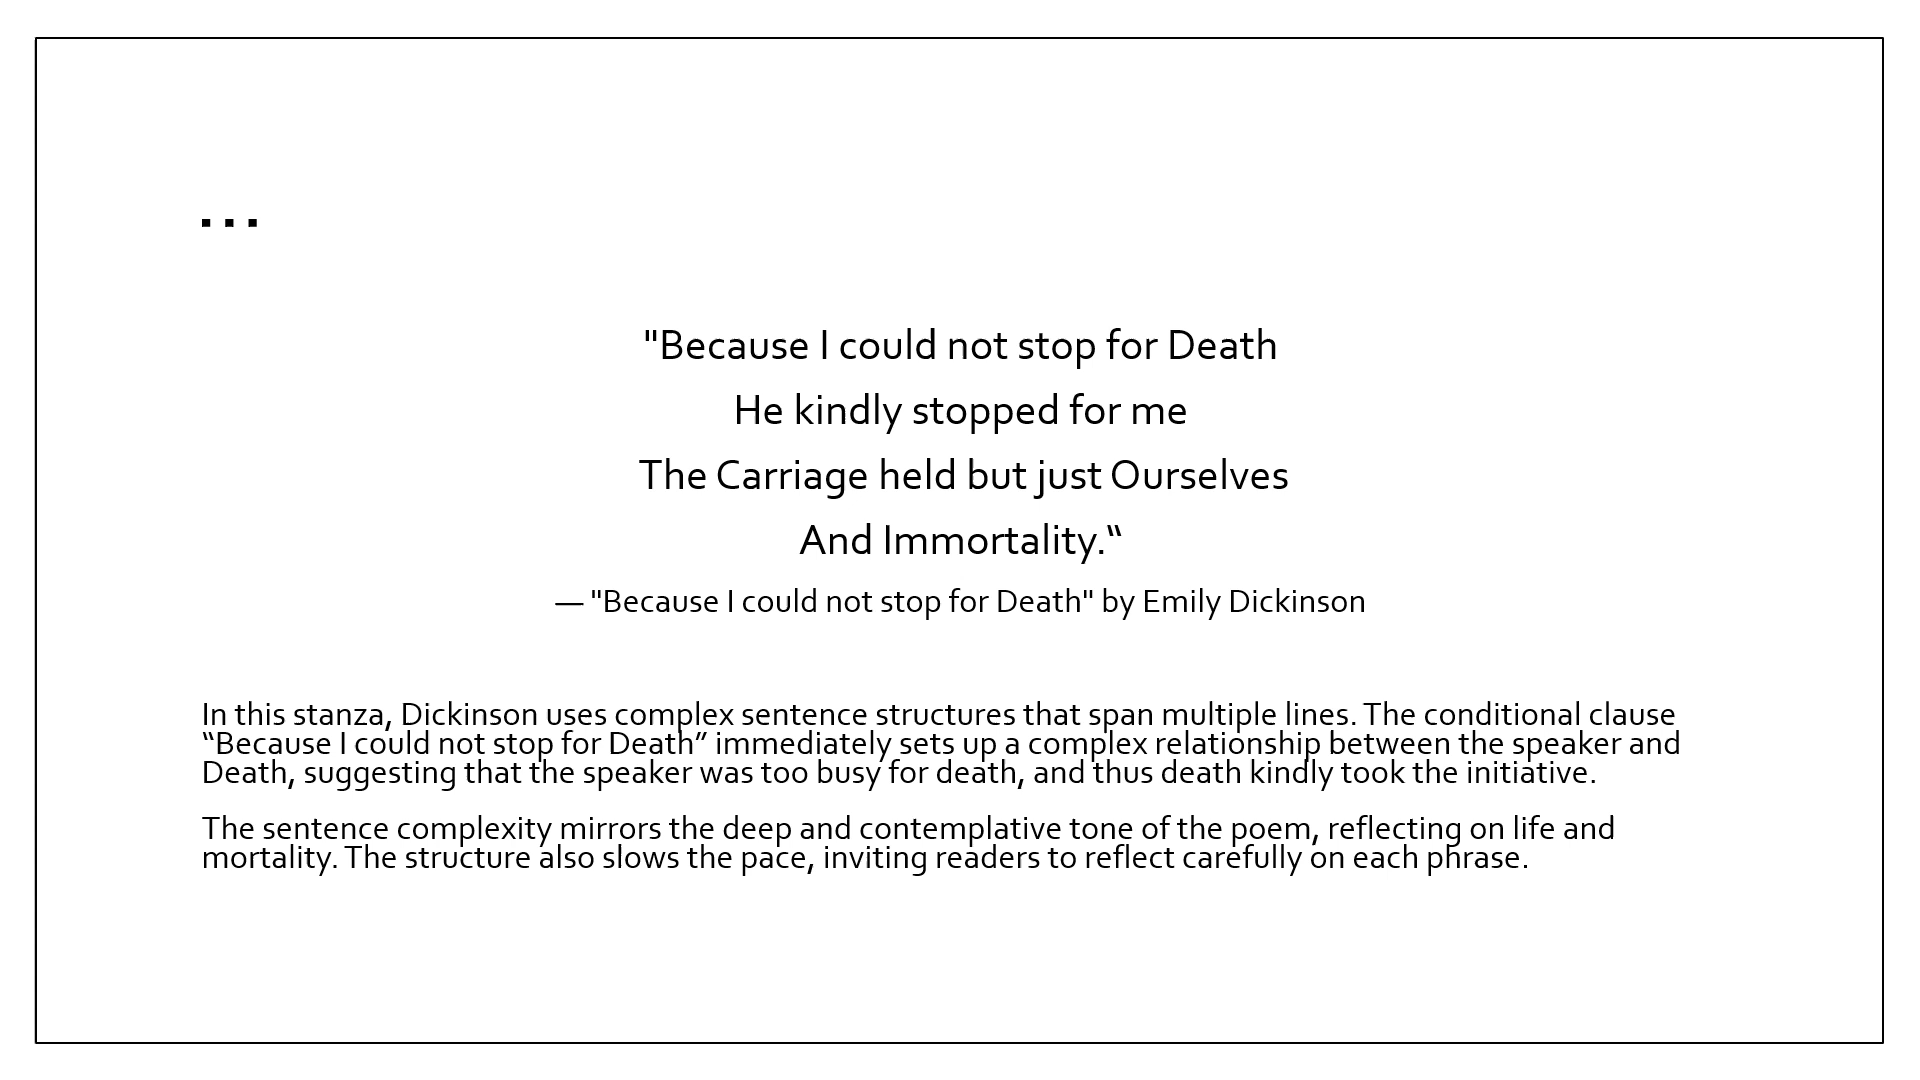 ...
"Because I could not stop for Death
He kindly stopped for me
The Carriage held but just Ourselves
And Immortality.“
— "Because I could not stop for Death" by Emily Dickinson
In this stanza, Dickinson uses complex sentence structures that span multiple lines. The conditional clause
“Because I could not stop for Death” immediately sets up a complex relationship between the speaker and
Death, suggesting that the speaker was too busy for death, and thus death kindly took the initiative.
The sentence complexity mirrors the deep and contemplative tone of the poem, reflecting on life and
mortality. The structure also slows the pace, inviting readers to reflect carefully on each phrase.